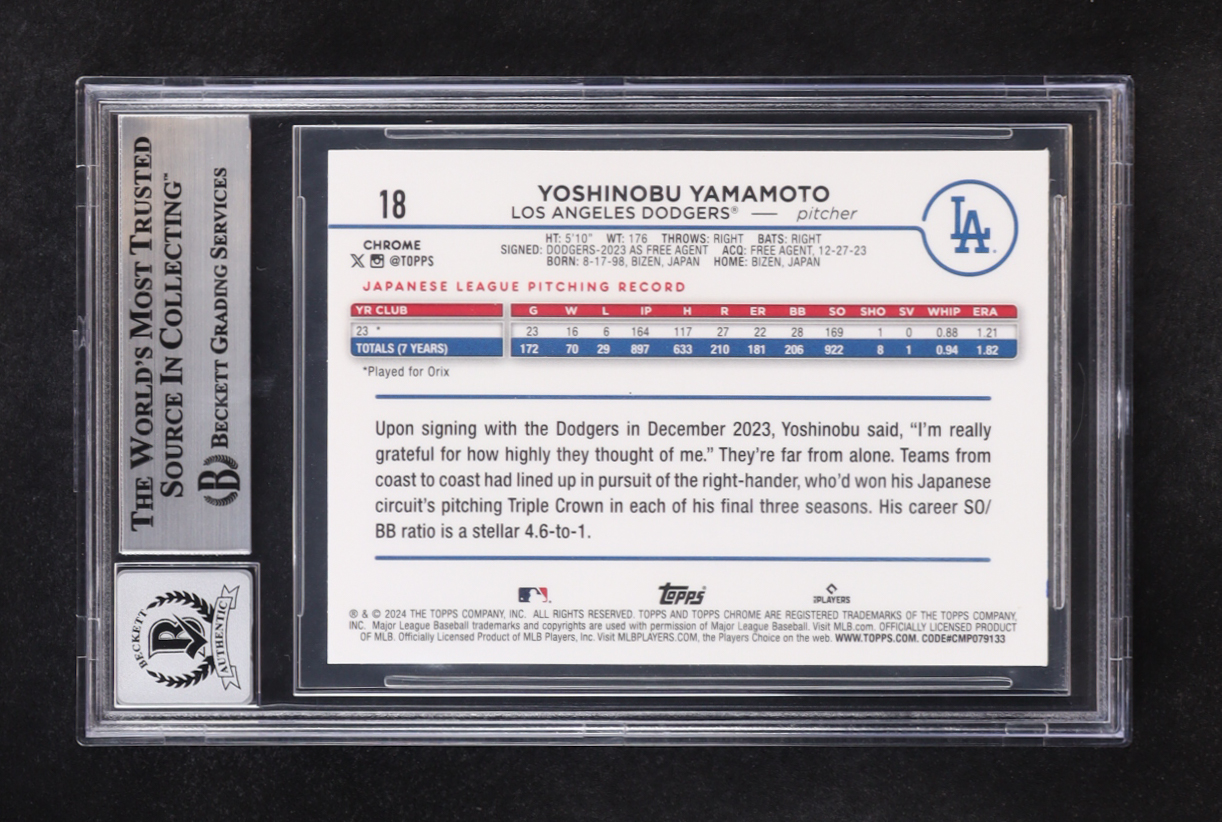 THE WORLD'S MOST TRUSTED
SOURCE IN COLLECTING™
B BECKETT GRADING SERVICES
BECKETT
AUTHENTIC
18
YOSHINOBU YAMAMOTO
LOS ANGELES DODGERS® — pitcher
LA
CHROME
X @TOPPS
HT: 5'10" WT: 176 THROWS: RIGHT BATS: RIGHT
SIGNED: DODGERS-2023 AS FREE AGENT ACQ: FREE AGENT, 12-27-23
BORN: 8-17-98, BIZEN, JAPAN HOME: BIZEN, JAPAN
JAPANESE LEAGUE PITCHING RECORD
YR CLUB G W L IP H R ER BB SO SHO SV WHIP ERA
23 * 23 16 6 164 117 27 22 28 169 1 0 0.88 1.21
TOTALS (7 YEARS) 172 70 29 897 633 210 181 206 922 8 1 0.94 1.82
*Played for Orix
Upon signing with the Dodgers in December 2023, Yoshinobu said, “I’m really
grateful for how highly they thought of me.” They’re far from alone. Teams from
coast to coast had lined up in pursuit of the right-hander, who’d won his Japanese
circuit’s pitching Triple Crown in each of his final three seasons. His career SO/
BB ratio is a stellar 4.6-to-1.
topps
PLAYERS
® & © 2024 THE TOPPS COMPANY, INC. ALL RIGHTS RESERVED. TOPPS AND TOPPS CHROME ARE REGISTERED TRADEMARKS OF THE TOPPS COMPANY,
INC. Major League Baseball trademarks and copyrights are used with permission of Major League Baseball. Visit MLB.com. OFFICIALLY LICENSED PRODUCT
OF MLB. Officially Licensed Product of MLB Players, Inc. Visit MLBPLAYERS.COM, the Players Choice on the web. WWW.TOPPS.COM. CODE#CMP079133